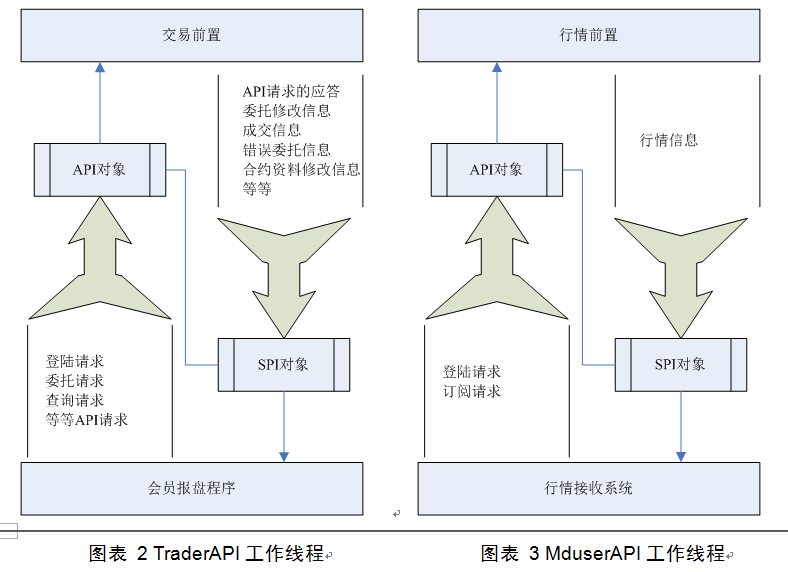 交易前置
API请求的应答
委托修改信息
成交信息
错误委托信息
合约资料修改信息
等等
API对象
SPI对象
登陆请求
委托请求
查询请求
等等API请求
会员报盘程序
图表 2 TraderAPI 工作线程
行情前置
行情信息
API对象
SPI对象
登陆请求
订阅请求
行情接收系统
图表 3 MduserAPI 工作线程